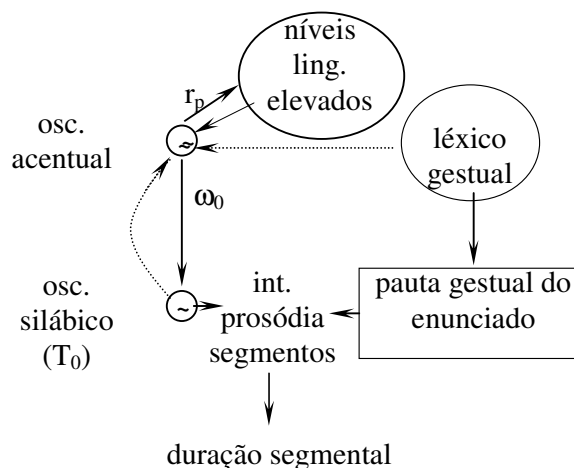 níveis
ling.
elevados
r_p
osc.
acentual
≈
léxico
gestual
ω₀
osc.
silábico
(T₀)
~
int.
prosódia
segmentos
pauta gestual do
enunciado
duração segmental